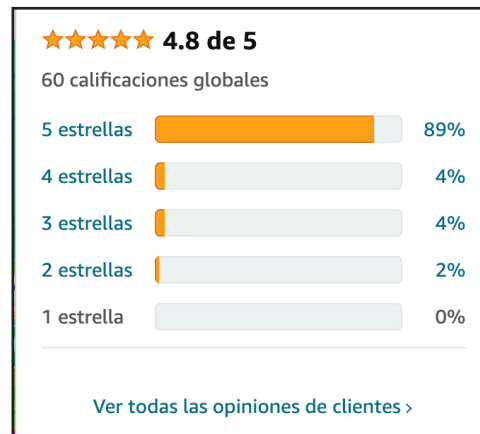 4.8 de 5
60 calificaciones globales
5 estrellas 89%
4 estrellas 4%
3 estrellas 4%
2 estrellas 2%
1 estrella 0%
Ver todas las opiniones de clientes ›